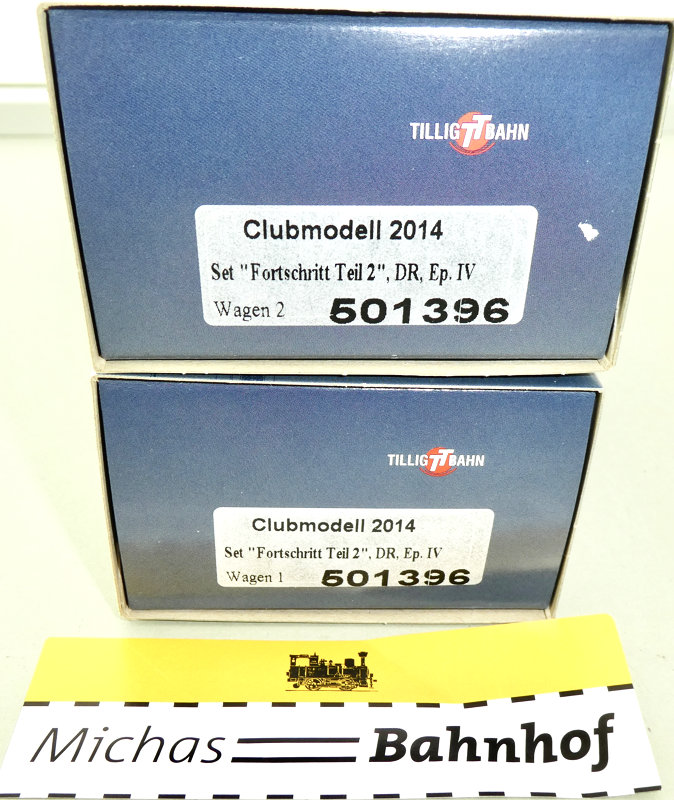 TILLIG TT BAHN
Clubmodell 2014
Set "Fortschritt Teil 2", DR, Ep. IV
Wagen 2 501396
TILLIG TT BAHN
Clubmodell 2014
Set "Fortschritt Teil 2", DR, Ep. IV
Wagen 1 501396
Michas Bahnhof